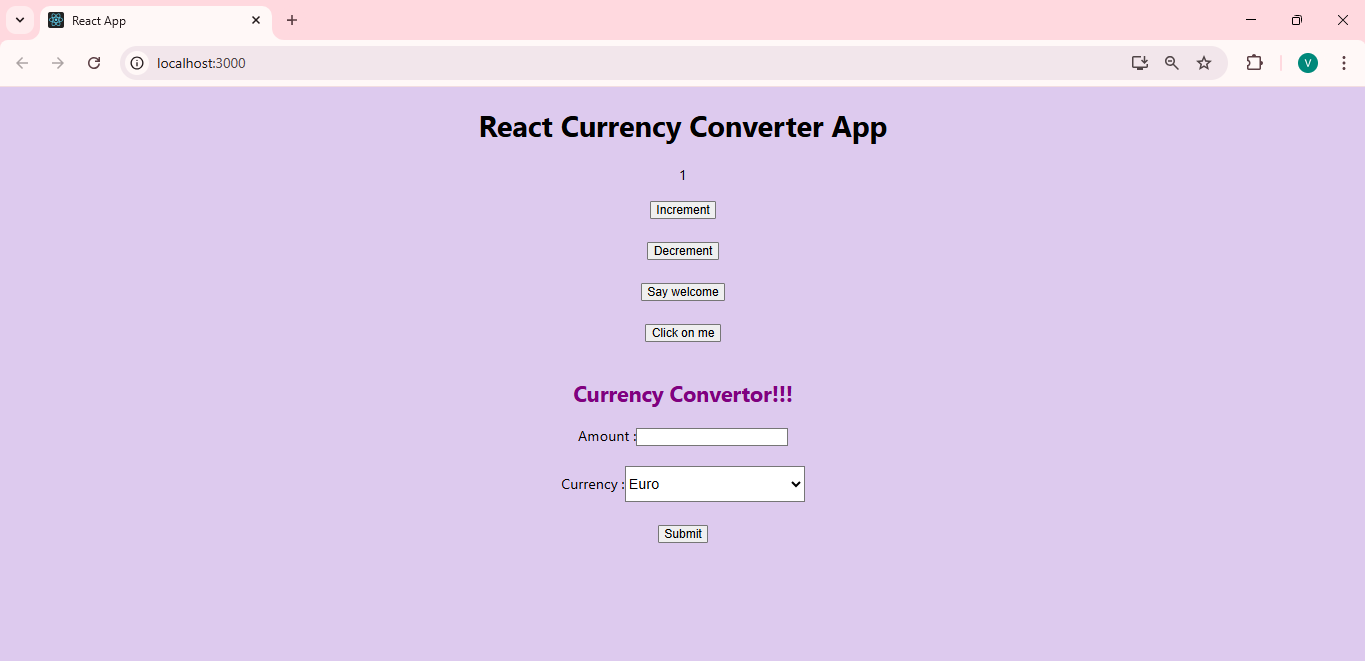 React App
localhost:3000
V
React Currency Converter App
1
Increment
Decrement
Say welcome
Click on me
Currency Convertor!!!
Amount :
Currency : Euro
Submit